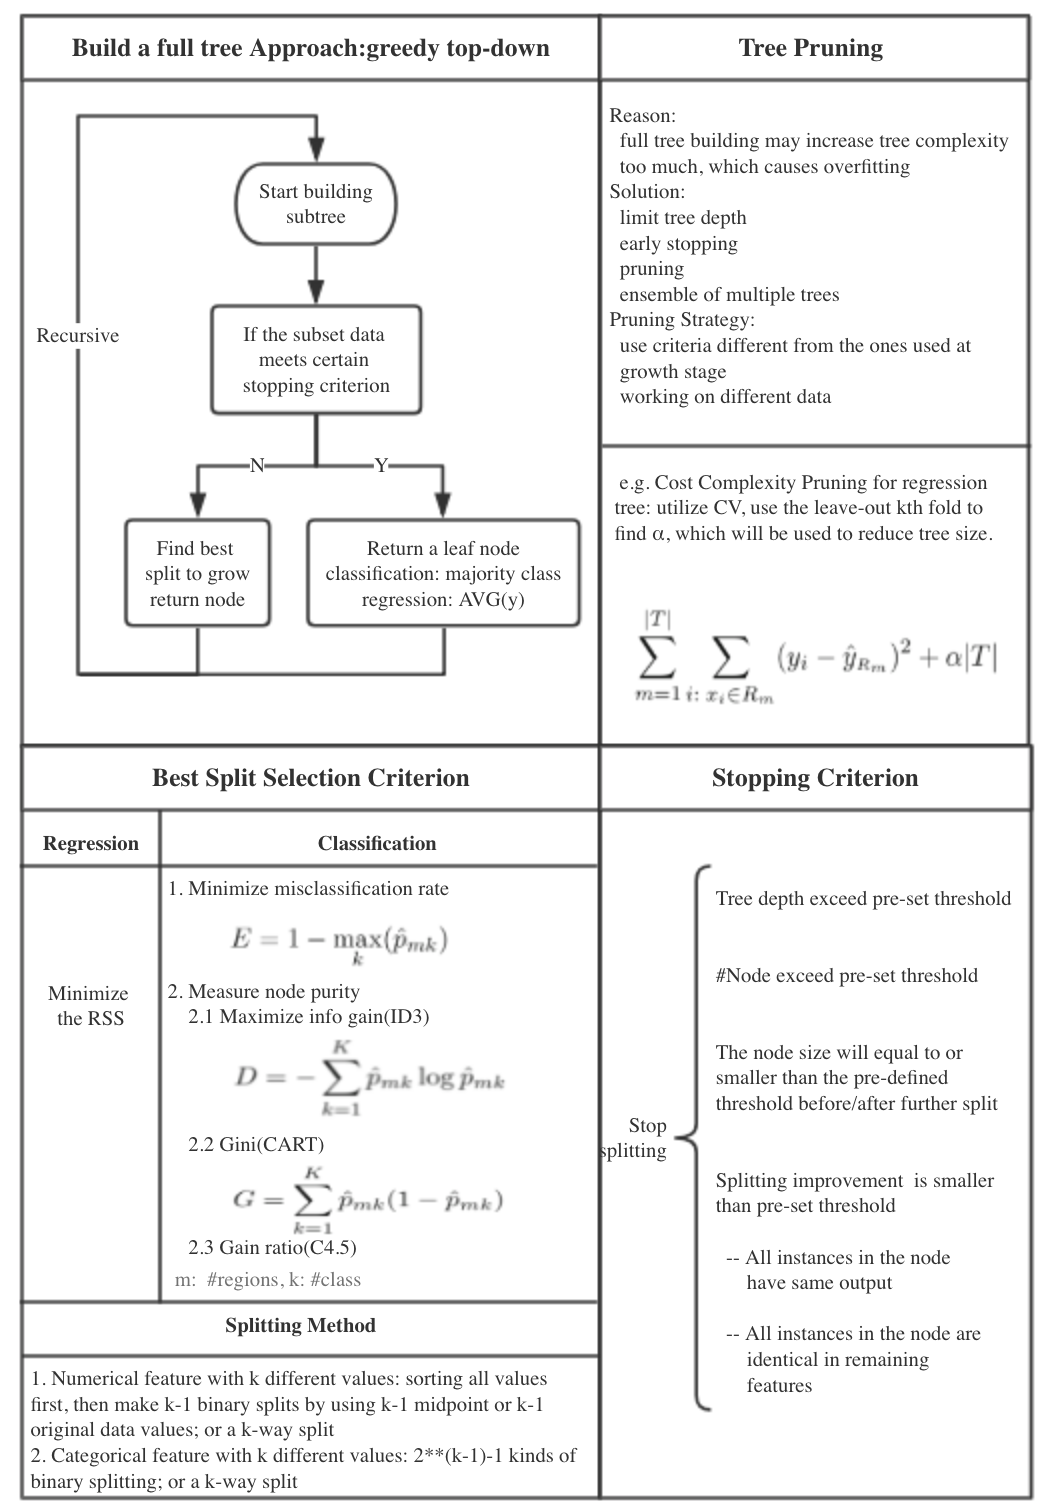 Build a full tree Approach:greedy top-down
Recursive
Start building
subtree
If the subset data
meets certain
stopping criterion
N
Y
Find best
split to grow
return node
Return a leaf node
classification: majority class
regression: AVG(y)
Tree Pruning
Reason:
full tree building may increase tree complexity
too much, which causes overfitting
Solution:
limit tree depth
early stopping
pruning
ensemble of multiple trees
Pruning Strategy:
use criteria different from the ones used at
growth stage
working on different data
e.g. Cost Complexity Pruning for regression
tree: utilize CV, use the leave-out kth fold to
find α, which will be used to reduce tree size.
\sum_{m=1}^{|T|} \sum_{i: x_i∈R_m} (y_i − ŷ_{R_m})^2 + α|T|
Best Split Selection Criterion
Regression
Classification
Minimize
the RSS
1. Minimize misclassification rate
E = 1 − \max_k(p̂_{mk})
2. Measure node purity
2.1 Maximize info gain(ID3)
D = − \sum_{k=1}^{K} p̂_{mk} log p̂_{mk}
2.2 Gini(CART)
G = \sum_{k=1}^{K} p̂_{mk}(1 − p̂_{mk})
2.3 Gain ratio(C4.5)
m: #regions, k: #class
Splitting Method
1. Numerical feature with k different values: sorting all values
first, then make k-1 binary splits by using k-1 midpoint or k-1
original data values; or a k-way split
2. Categorical feature with k different values: 2**(k-1)-1 kinds of
binary splitting; or a k-way split
Stopping Criterion
Stop
splitting
Tree depth exceed pre-set threshold
#Node exceed pre-set threshold
The node size will equal to or
smaller than the pre-defined
threshold before/after further split
Splitting improvement is smaller
than pre-set threshold
-- All instances in the node
have same output
-- All instances in the node are
identical in remaining
features